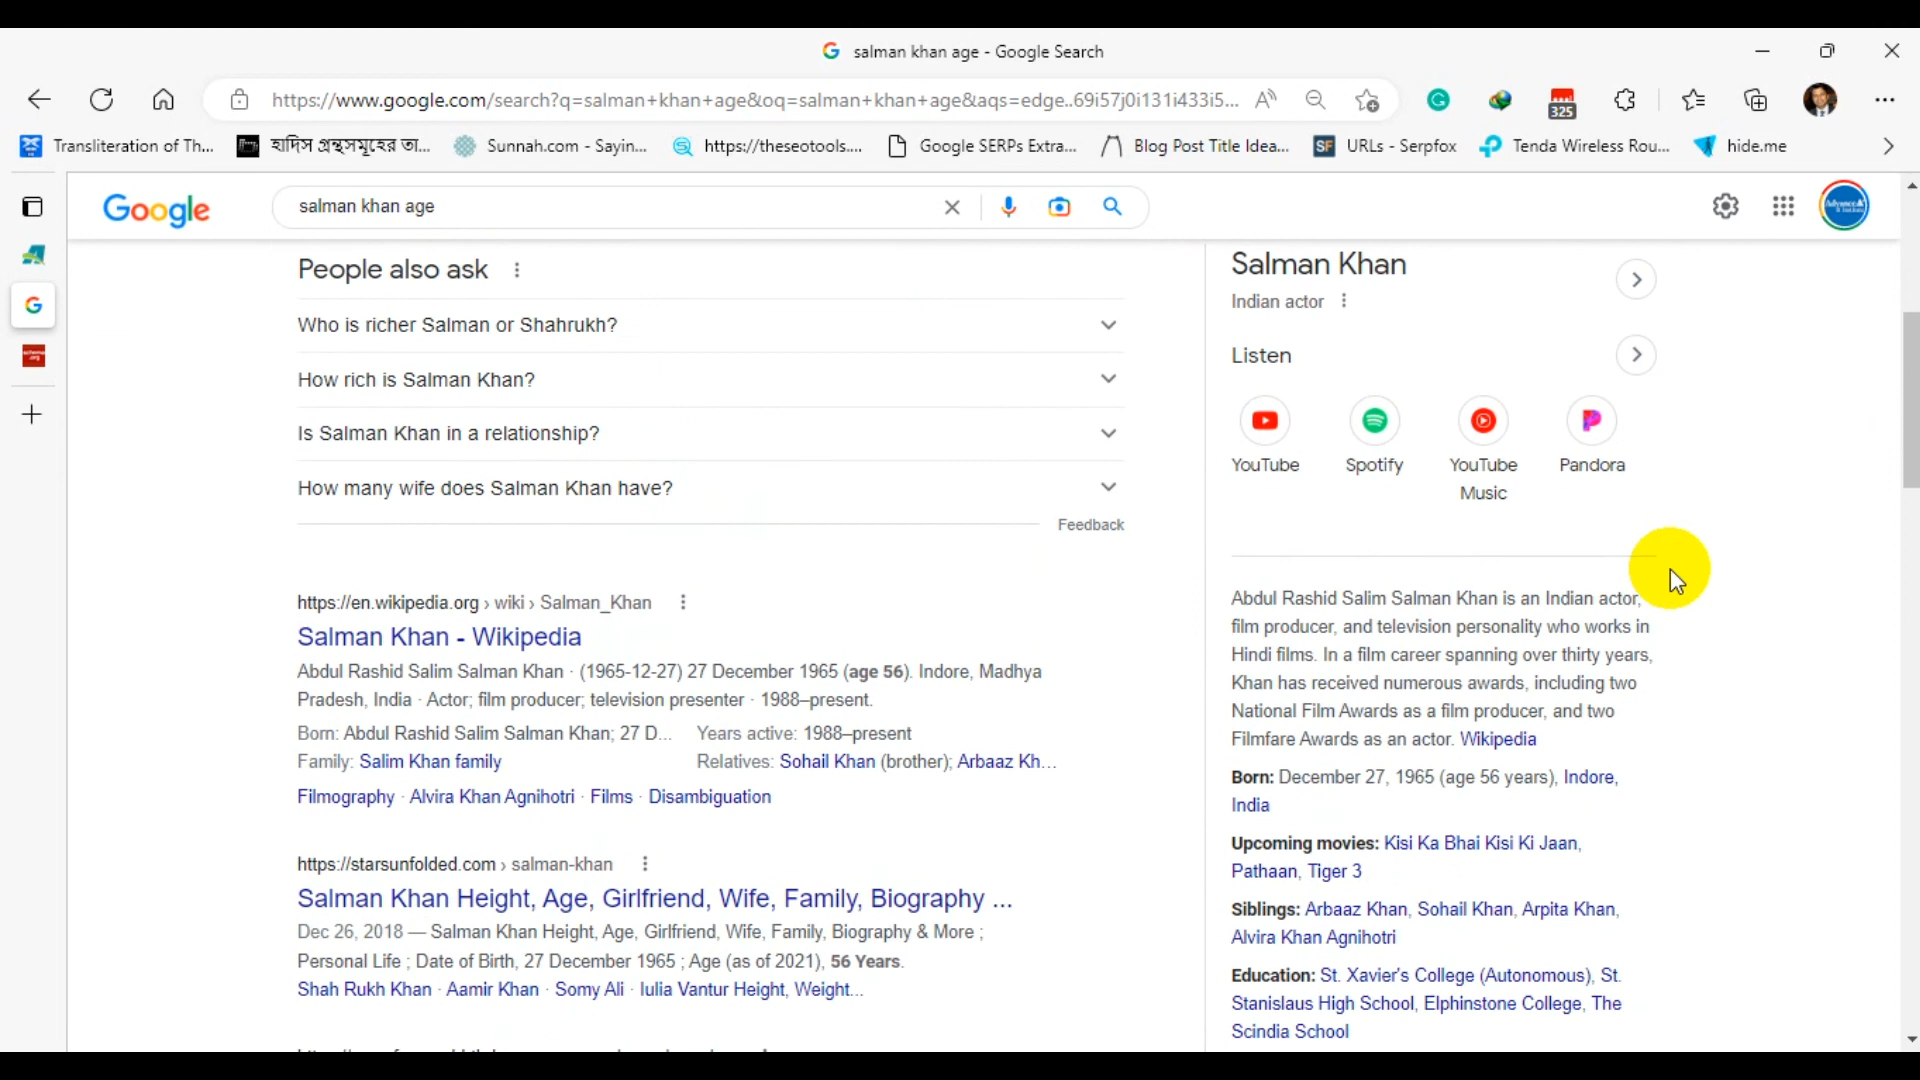 salman khan age - Google Search
https://www.google.com/search?q=salman+khan+age&oq=salman+khan+age&aqs=edge..69i57j0i131i433i5...
325
Transliteration of Th...
হাদিস গ্রন্থসমূহের তা...
Sunnah.com - Sayin...
https://theseotools....
Google SERPs Extra...
Blog Post Title Idea...
SF
URLs - Serpfox
Tenda Wireless Rou...
hide.me
Google
salman khan age
People also ask
Who is richer Salman or Shahrukh?
How rich is Salman Khan?
Is Salman Khan in a relationship?
How many wife does Salman Khan have?
Feedback
https://en.wikipedia.org › wiki › Salman_Khan
Salman Khan - Wikipedia
Abdul Rashid Salim Salman Khan · (1965-12-27) 27 December 1965 (age 56). Indore, Madhya
Pradesh, India · Actor; film producer; television presenter · 1988–present.
Born: Abdul Rashid Salim Salman Khan; 27 D...
Years active: 1988–present
Family: Salim Khan family
Relatives: Sohail Khan (brother); Arbaaz Kh...
Filmography · Alvira Khan Agnihotri · Films · Disambiguation
https://starsunfolded.com › salman-khan
Salman Khan Height, Age, Girlfriend, Wife, Family, Biography ...
Dec 26, 2018 — Salman Khan Height, Age, Girlfriend, Wife, Family, Biography & More ;
Personal Life ; Date of Birth, 27 December 1965 ; Age (as of 2021), 56 Years.
Shah Rukh Khan · Aamir Khan · Somy Ali · Iulia Vantur Height, Weight...
Salman Khan
Indian actor
Listen
YouTube
Spotify
YouTube
Music
Pandora
Abdul Rashid Salim Salman Khan is an Indian actor,
film producer, and television personality who works in
Hindi films. In a film career spanning over thirty years,
Khan has received numerous awards, including two
National Film Awards as a film producer, and two
Filmfare Awards as an actor. Wikipedia
Born: December 27, 1965 (age 56 years), Indore,
India
Upcoming movies: Kisi Ka Bhai Kisi Ki Jaan,
Pathaan, Tiger 3
Siblings: Arbaaz Khan, Sohail Khan, Arpita Khan,
Alvira Khan Agnihotri
Education: St. Xavier's College (Autonomous), St.
Stanislaus High School, Elphinstone College, The
Scindia School